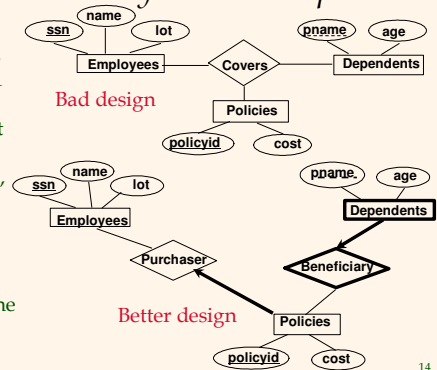 name
ssn
lot
Employees
Covers
pname
age
Dependents
Bad design
Policies
policyid
cost
name
ssn
lot
Employees
Purchaser
pname
age
Dependents
Beneficiary
Better design
Policies
policyid
cost
14